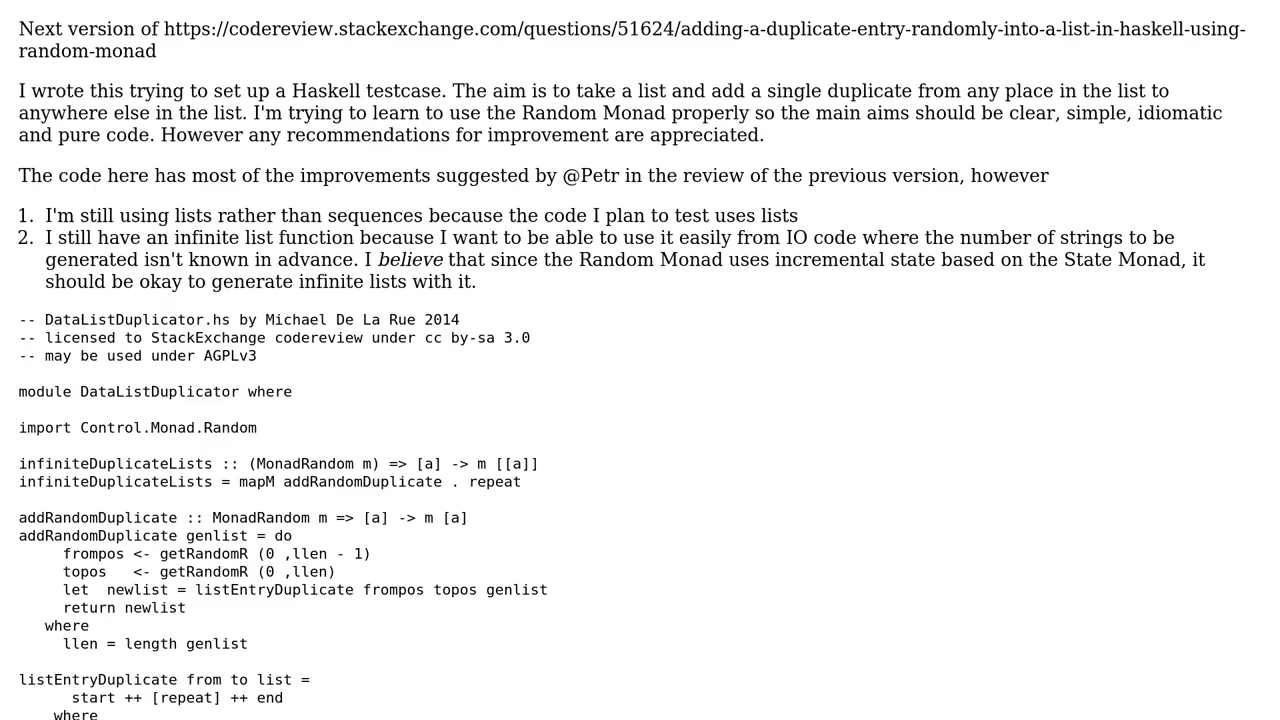 Next version of https://codereview.stackexchange.com/questions/51624/adding-a-duplicate-entry-randomly-into-a-list-in-haskell-using-
random-monad
I wrote this trying to set up a Haskell testcase. The aim is to take a list and add a single duplicate from any place in the list to
anywhere else in the list. I'm trying to learn to use the Random Monad properly so the main aims should be clear, simple, idiomatic
and pure code. However any recommendations for improvement are appreciated.
The code here has most of the improvements suggested by @Petr in the review of the previous version, however
1. I'm still using lists rather than sequences because the code I plan to test uses lists
2. I still have an infinite list function because I want to be able to use it easily from IO code where the number of strings to be
generated isn't known in advance. I believe that since the Random Monad uses incremental state based on the State Monad, it
should be okay to generate infinite lists with it.
-- DataListDuplicator.hs by Michael De La Rue 2014
-- licensed to StackExchange codereview under cc by-sa 3.0
-- may be used under AGPLv3
module DataListDuplicator where
import Control.Monad.Random
infiniteDuplicateLists :: (MonadRandom m) => [a] -> m [[a]]
infiniteDuplicateLists = mapM addRandomDuplicate . repeat
addRandomDuplicate :: MonadRandom m => [a] -> m [a]
addRandomDuplicate genlist = do
     frompos <- getRandomR (0 ,llen - 1)
     topos   <- getRandomR (0 ,llen)
     let  newlist = listEntryDuplicate frompos topos genlist
     return newlist
   where
     llen = length genlist
listEntryDuplicate from to list =
      start ++ [repeat] ++ end
    where